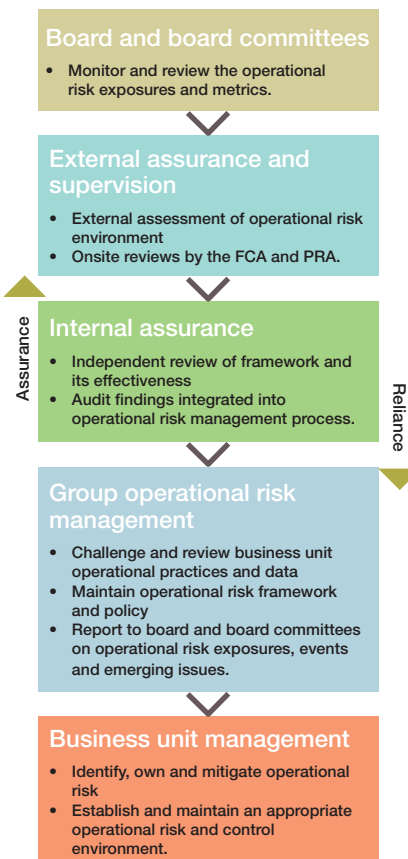 Board and board committees
• Monitor and review the operational
risk exposures and metrics.
External assurance and
supervision
• External assessment of operational risk
environment
• Onsite reviews by the FCA and PRA.
Assurance
Internal assurance
• Independent review of framework and
its effectiveness
• Audit findings integrated into
operational risk management process.
Reliance
Group operational risk
management
• Challenge and review business unit
operational practices and data
• Maintain operational risk framework
and policy
• Report to board and board committees
on operational risk exposures, events
and emerging issues.
Business unit management
• Identify, own and mitigate operational
risk
• Establish and maintain an appropriate
operational risk and control
environment.